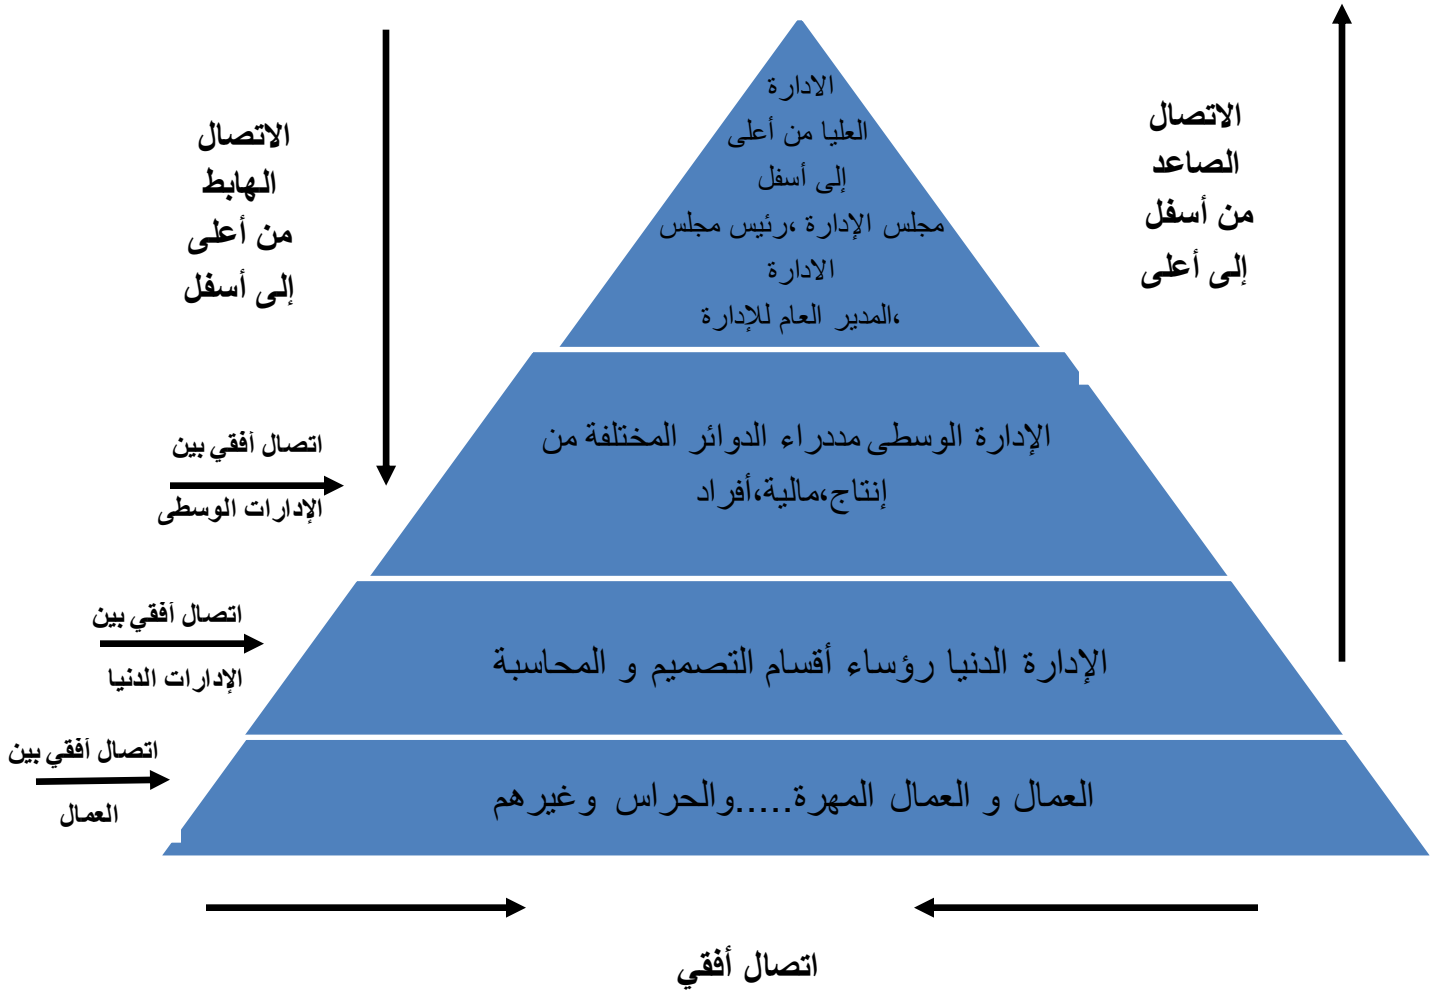 الاتصال
الصاعد
من أسفل
إلى أعلى
الادارة
العليا من أعلى
إلى أسفل
مجلس الإدارة ،رئيس مجلس
الادارة
،المدير العام للإدارة
الاتصال
الهابط
من أعلى
إلى أسفل
الإدارة الوسطى مددراء الدوائر المختلفة من
إنتاج،مالية،أفراد
اتصال أفقي بين
الإدارات الوسطى
الإدارة الدنيا رؤساء أقسام التصميم و المحاسبة
اتصال أفقي بين
الإدارات الدنيا
العمال و العمال المهرة.....والحراس وغيرهم
اتصال أفقي بين
العمال
اتصال أفقي